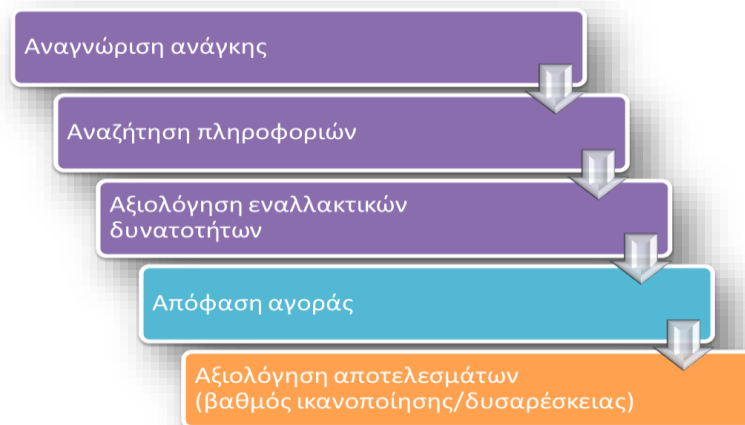 Αναγνώριση ανάγκης
Αναζήτηση πληροφοριών
Αξιολόγηση εναλλακτικών
δυνατοτήτων
Απόφαση αγοράς
Αξιολόγηση αποτελεσμάτων
(βαθμός ικανοποίησης/δυσαρέσκειας)